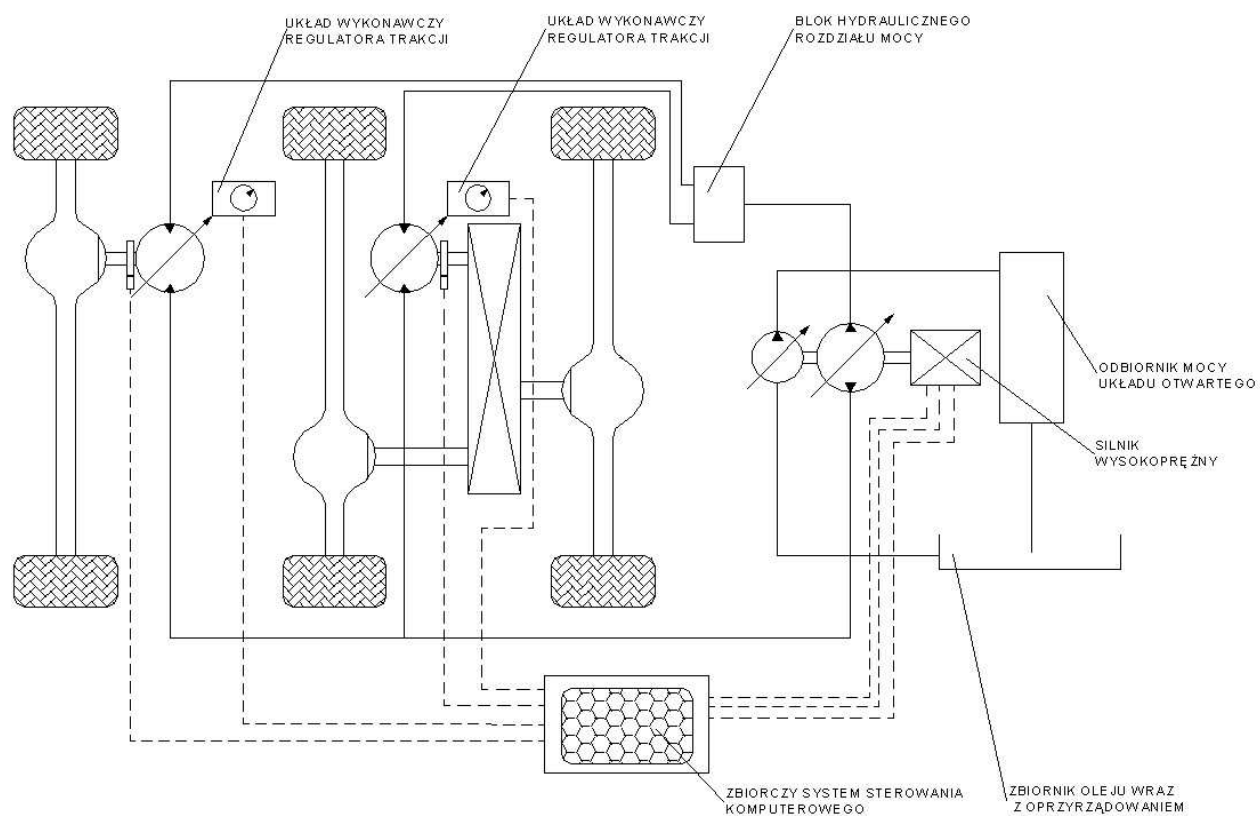 UKŁAD WYKONAWCZY
REGULATORA TRAKCJI
UKŁAD WYKONAWCZY
REGULATORA TRAKCJI
BLOK HYDRAULICZNEGO
ROZDZIAŁU MOCY
ODBIORNIK MOCY
UKŁADU OTWARTEGO
SILNIK
WYSOKOPRĘŻNY
ZBIORCZY SYSTEM STEROWANIA
KOMPUTEROWEGO
ZBIORNIK OLEJU WRAZ
Z OPRZYRZĄDOWANIEM